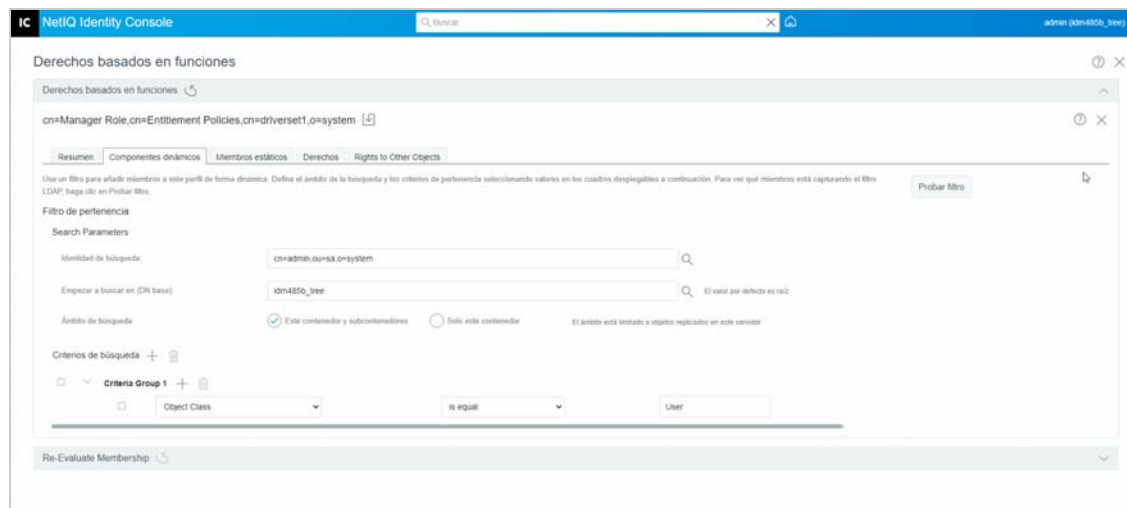 IC NetIQ Identity Console Buscar admin (idm485b_tree)
Derechos basados en funciones
Derechos basados en funciones
cn=Manager Role,cn=Entitlement Policies,cn=driverset1,o=system
Resumen Componentes dinámicos Miembros estáticos Derechos Rights to Other Objects
Use un filtro para añadir miembros a este perfil de forma dinámica. Defina el ámbito de la búsqueda y los criterios de pertenencia seleccionando valores en los cuadros desplegables a continuación. Para ver qué miembros está capturando el filtro
LDAP, haga clic en Probar filtro.
Probar filtro
Filtro de pertenencia
Search Parameters
Identidad de búsqueda: cn=admin,ou=sa,o=system
Empezar a buscar en (DN base) idm485b_tree El valor por defecto es raíz
Ámbito de búsqueda: Este contenedor y subcontenedores Solo este contenedor El ámbito está limitado a objetos replicados en este servidor
Criterios de búsqueda
Criteria Group 1
Object Class is equal User
Re-Evaluate Membership